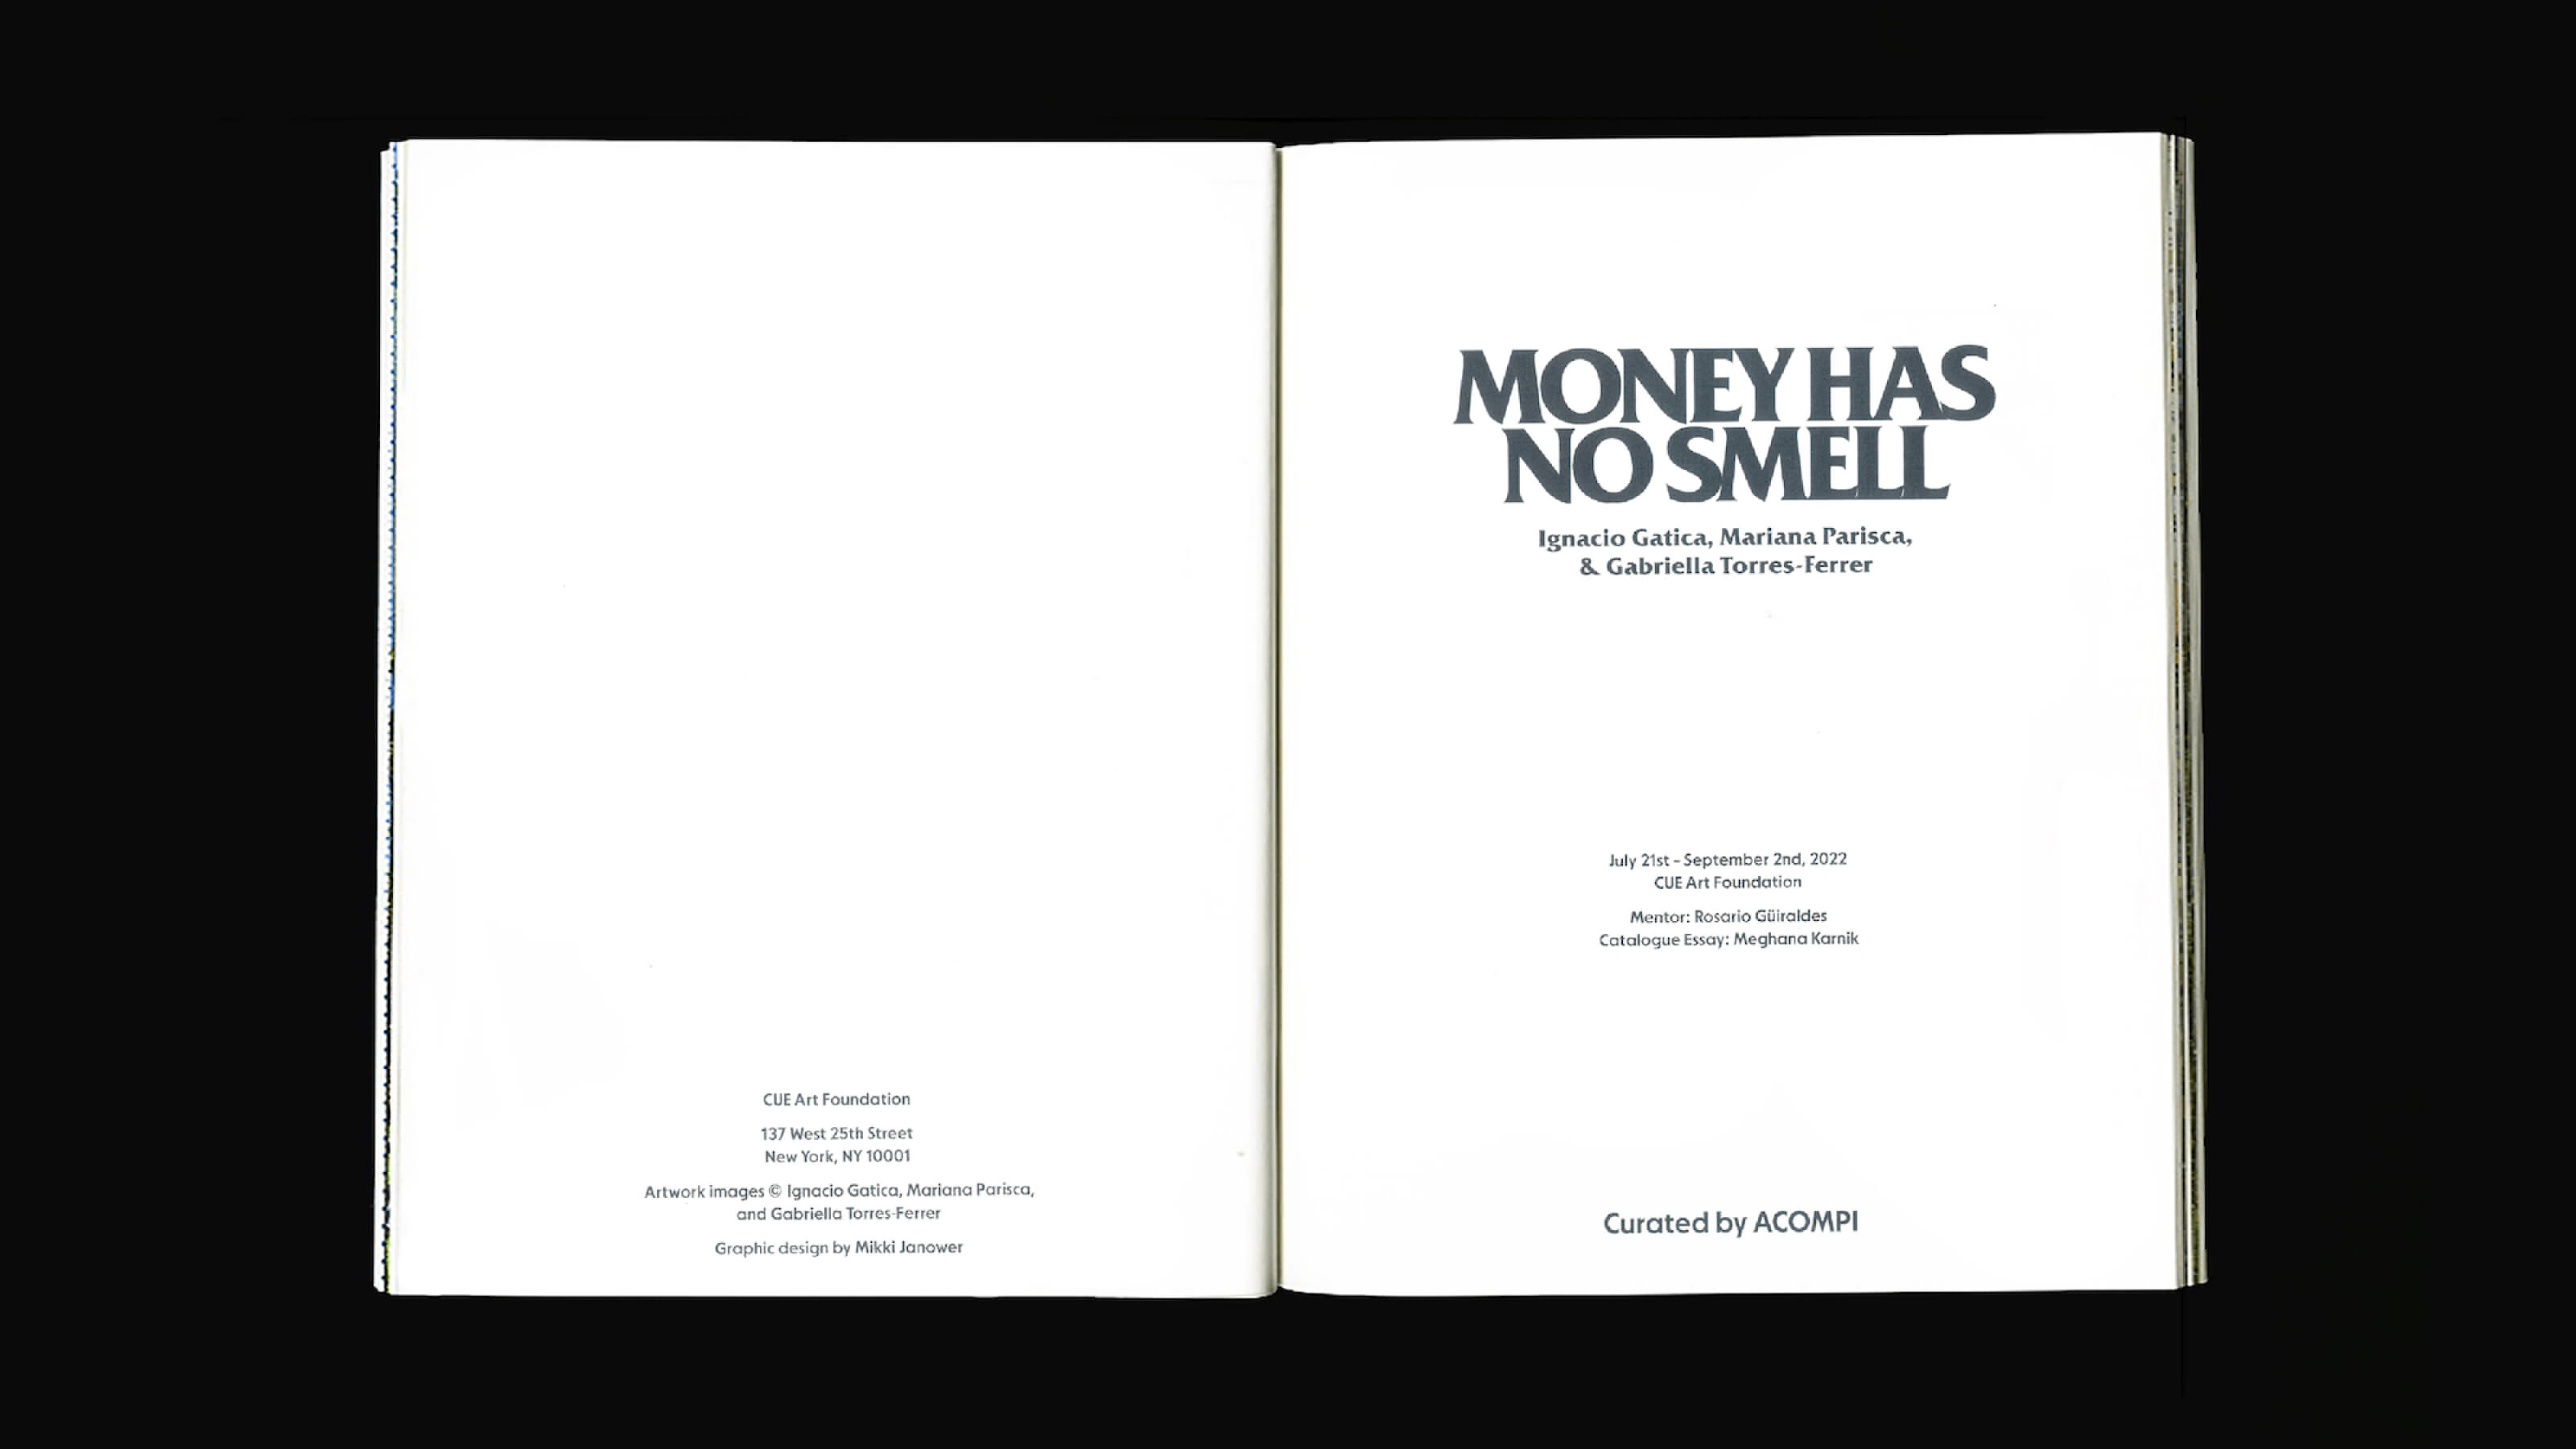 CUE Art Foundation
137 West 25th Street
New York, NY 10001
Artwork images © Ignacio Gatica, Mariana Parisca,
and Gabriella Torres-Ferrer
Graphic design by Mikki Janower
MONEY HAS
NO SMELL
Ignacio Gatica, Mariana Parisca,
& Gabriella Torres-Ferrer
July 21st – September 2nd, 2022
CUE Art Foundation
Mentor: Rosario Güiraldes
Catalogue Essay: Meghana Karnik
Curated by ACOMPI